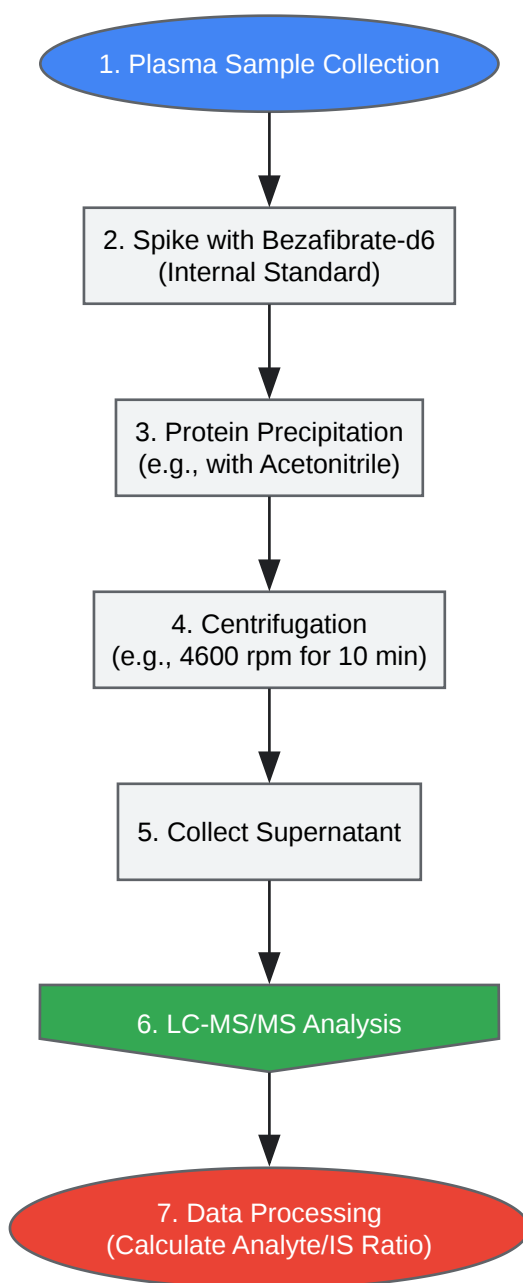 1. Plasma Sample Collection
2. Spike with Bezafibrate-d6
(Internal Standard)
3. Protein Precipitation
(e.g., with Acetonitrile)
4. Centrifugation
(e.g., 4600 rpm for 10 min)
5. Collect Supernatant
6. LC-MS/MS Analysis
7. Data Processing
(Calculate Analyte/IS Ratio)